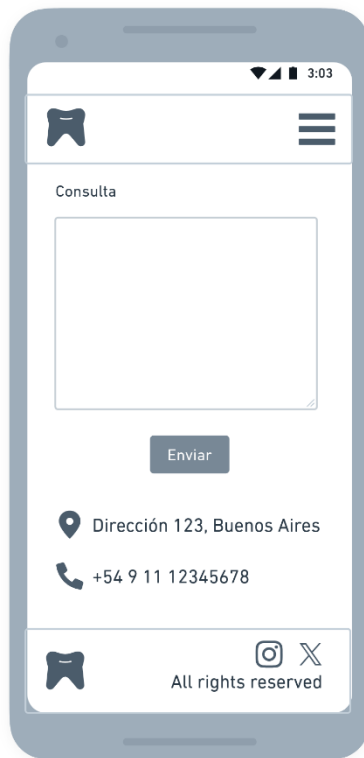 3:03
Consulta
Enviar
Dirección 123, Buenos Aires
+54 9 11 12345678
All rights reserved